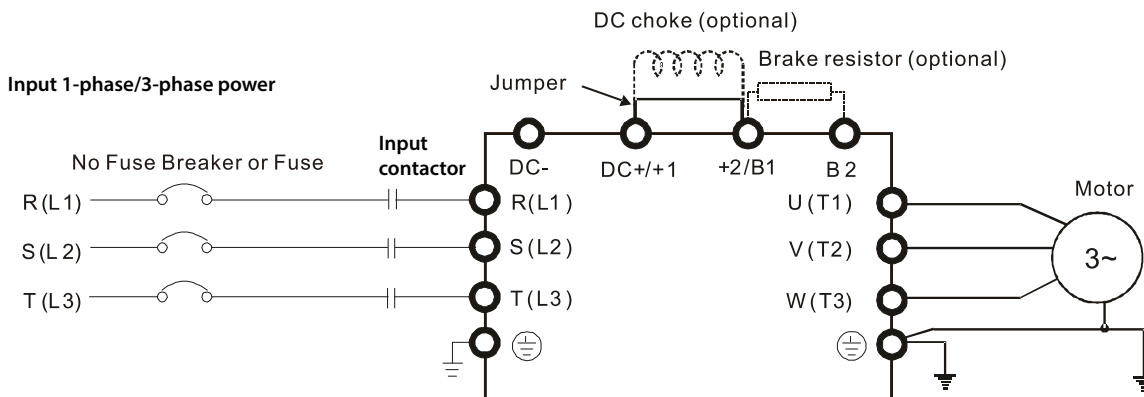 DC choke (optional)
Brake resistor (optional)
Input 1-phase/3-phase power
Jumper
No Fuse Breaker or Fuse
Input
contactor
DC-
DC+/+1
+2/B1
B2
Motor
R(L1)
R(L1)
U(T1)
S(L2)
S(L2)
V(T2)
3~
T(L3)
T(L3)
W(T3)